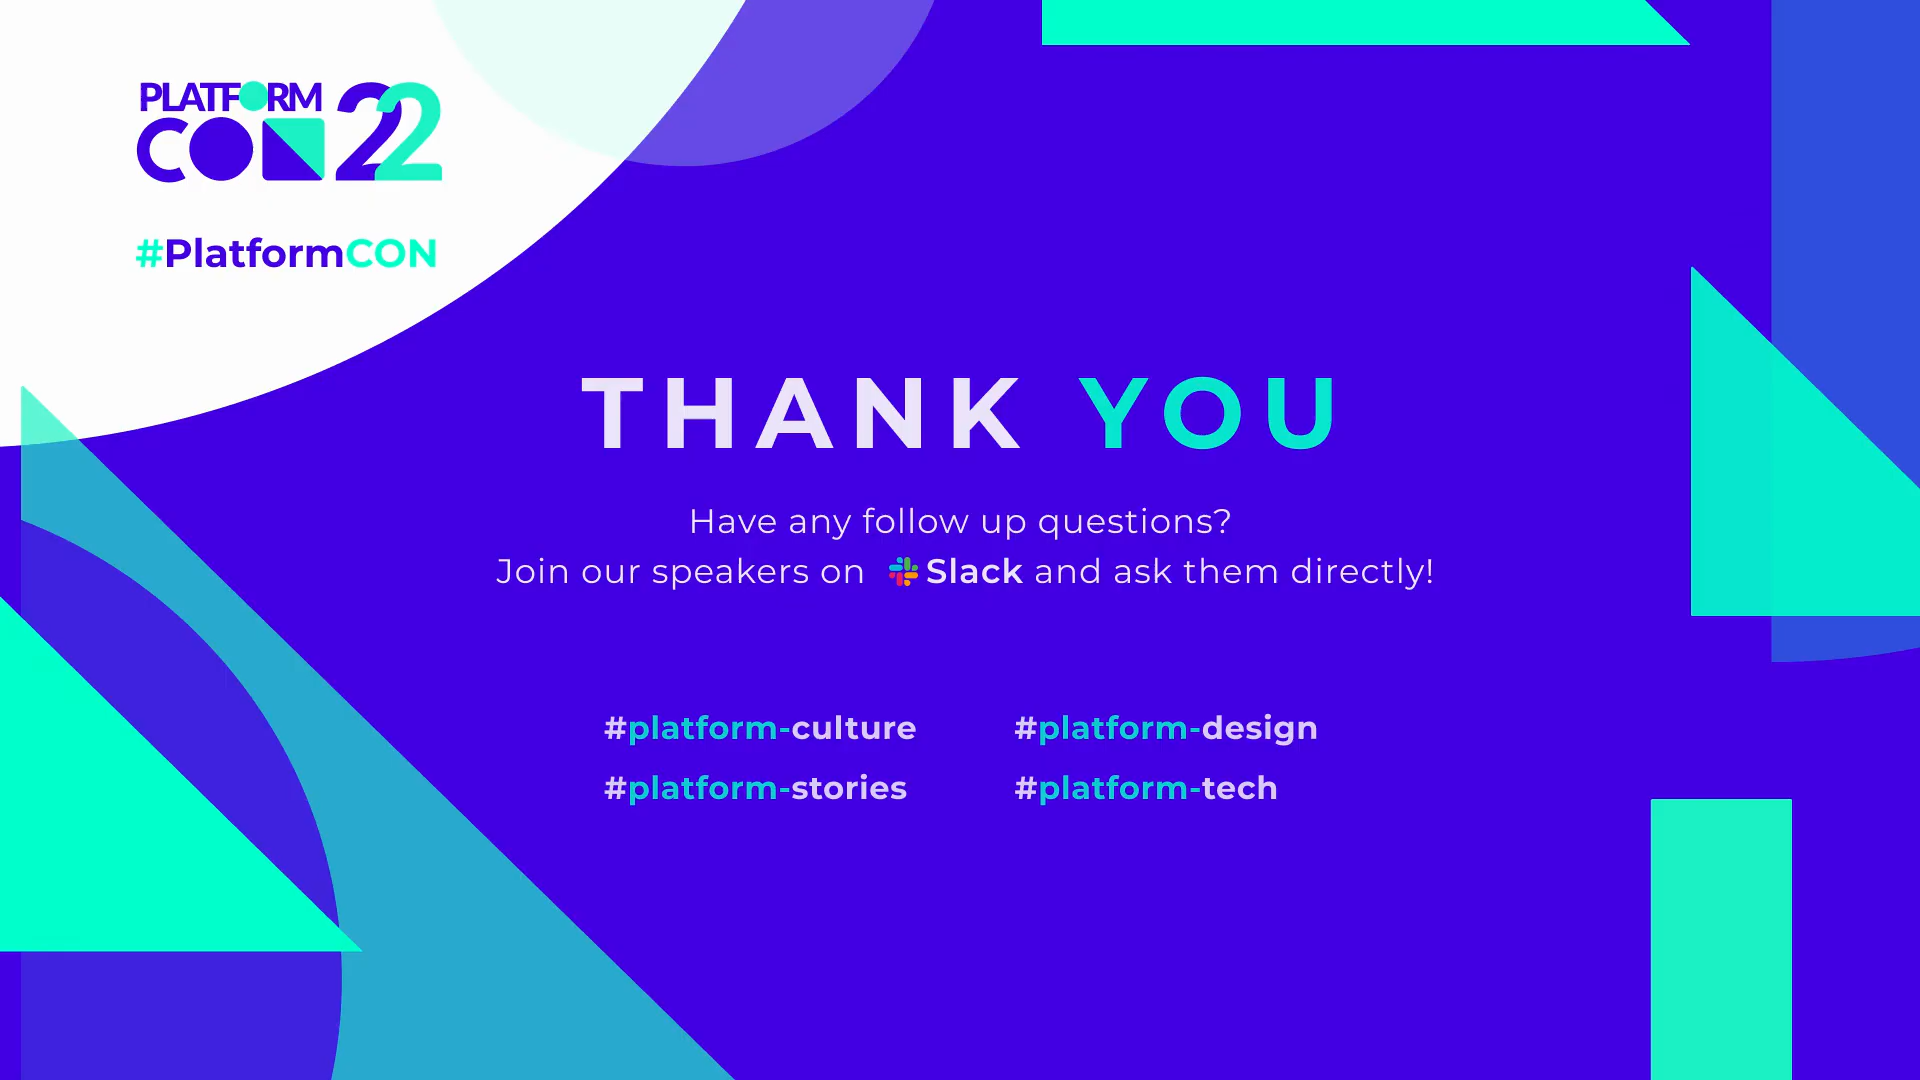 PLATFORM
CON 22
#PlatformCON
THANK YOU
Have any follow up questions?
Join our speakers on Slack and ask them directly!
#platform-culture #platform-design
#platform-stories #platform-tech